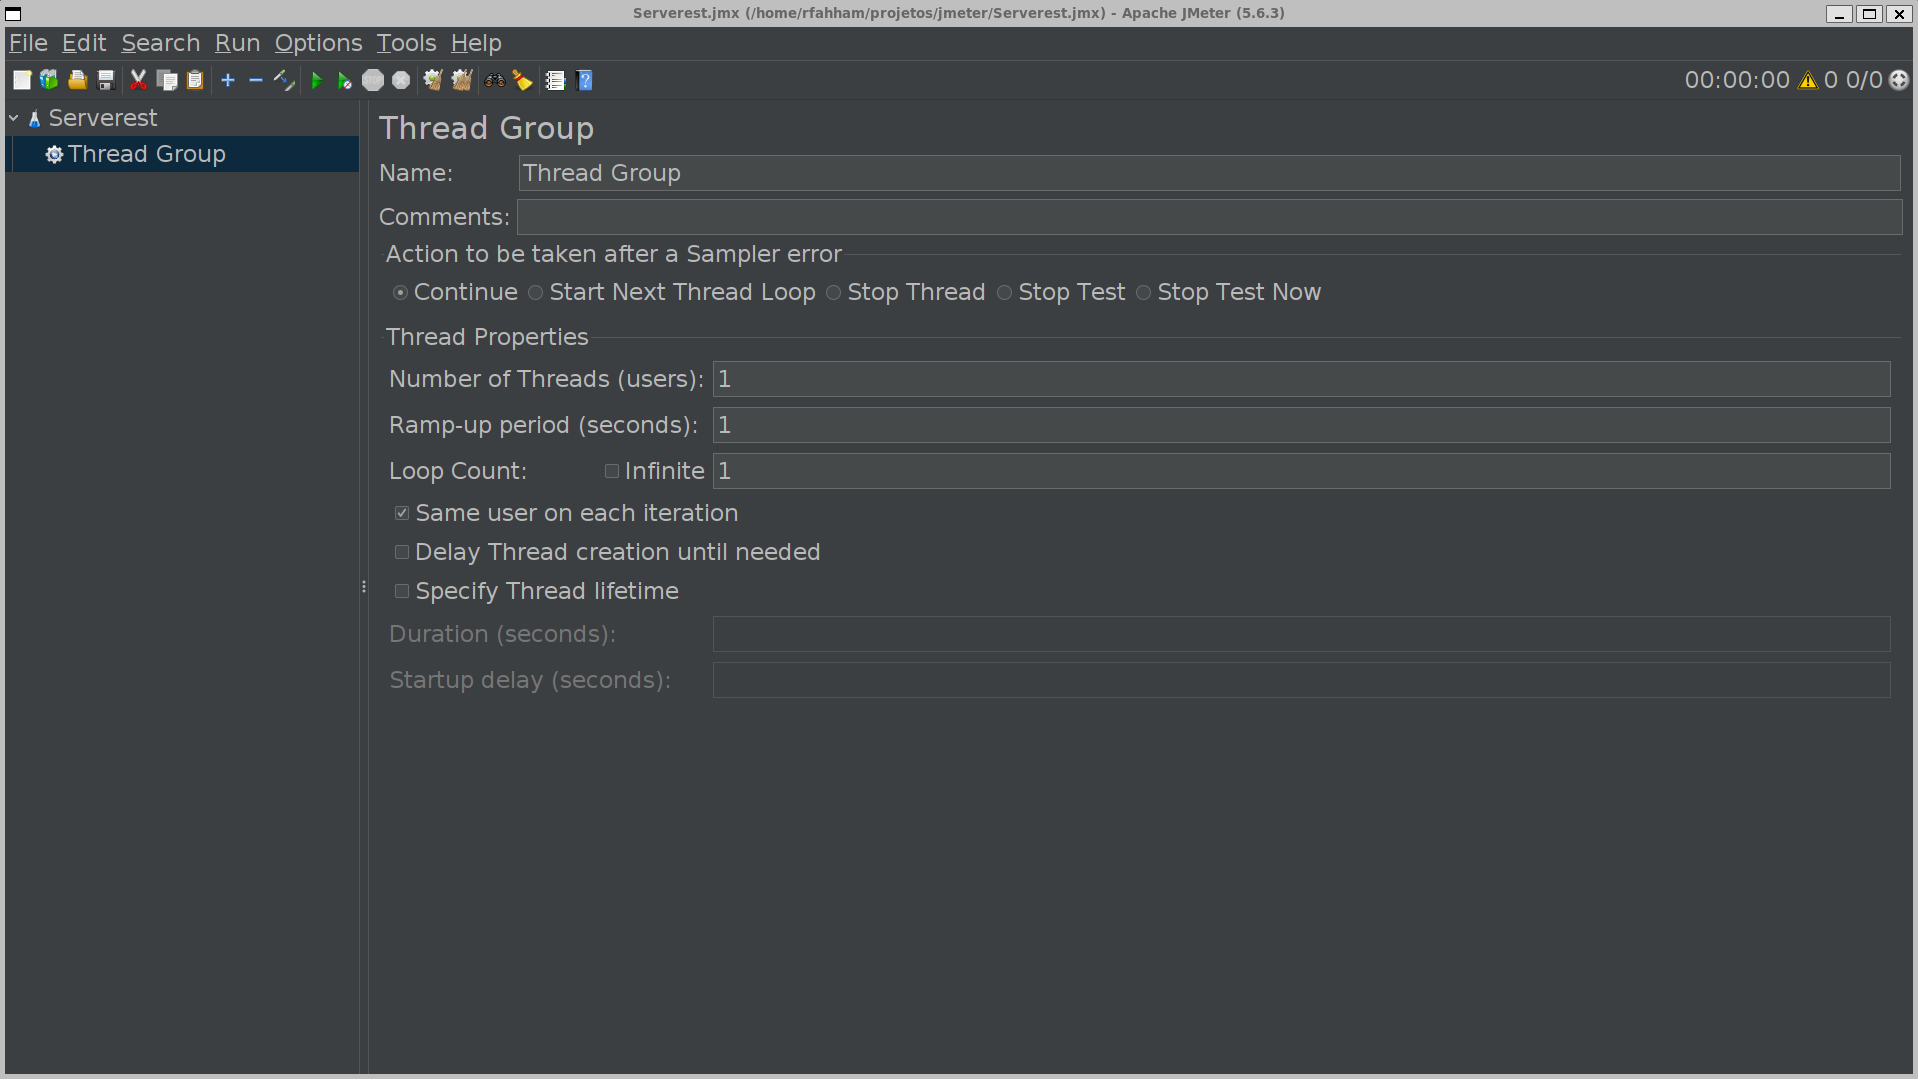 Serverest.jmx (/home/rfahham/projetos/jmeter/Serverest.jmx) - Apache JMeter (5.6.3)
File Edit Search Run Options Tools Help
00:00:00 0 0/0
Serverest
Thread Group
Thread Group
Name: Thread Group
Comments:
Action to be taken after a Sampler error
Continue Start Next Thread Loop Stop Thread Stop Test Stop Test Now
Thread Properties
Number of Threads (users): 1
Ramp-up period (seconds): 1
Loop Count: Infinite 1
Same user on each iteration
Delay Thread creation until needed
Specify Thread lifetime
Duration (seconds):
Startup delay (seconds):